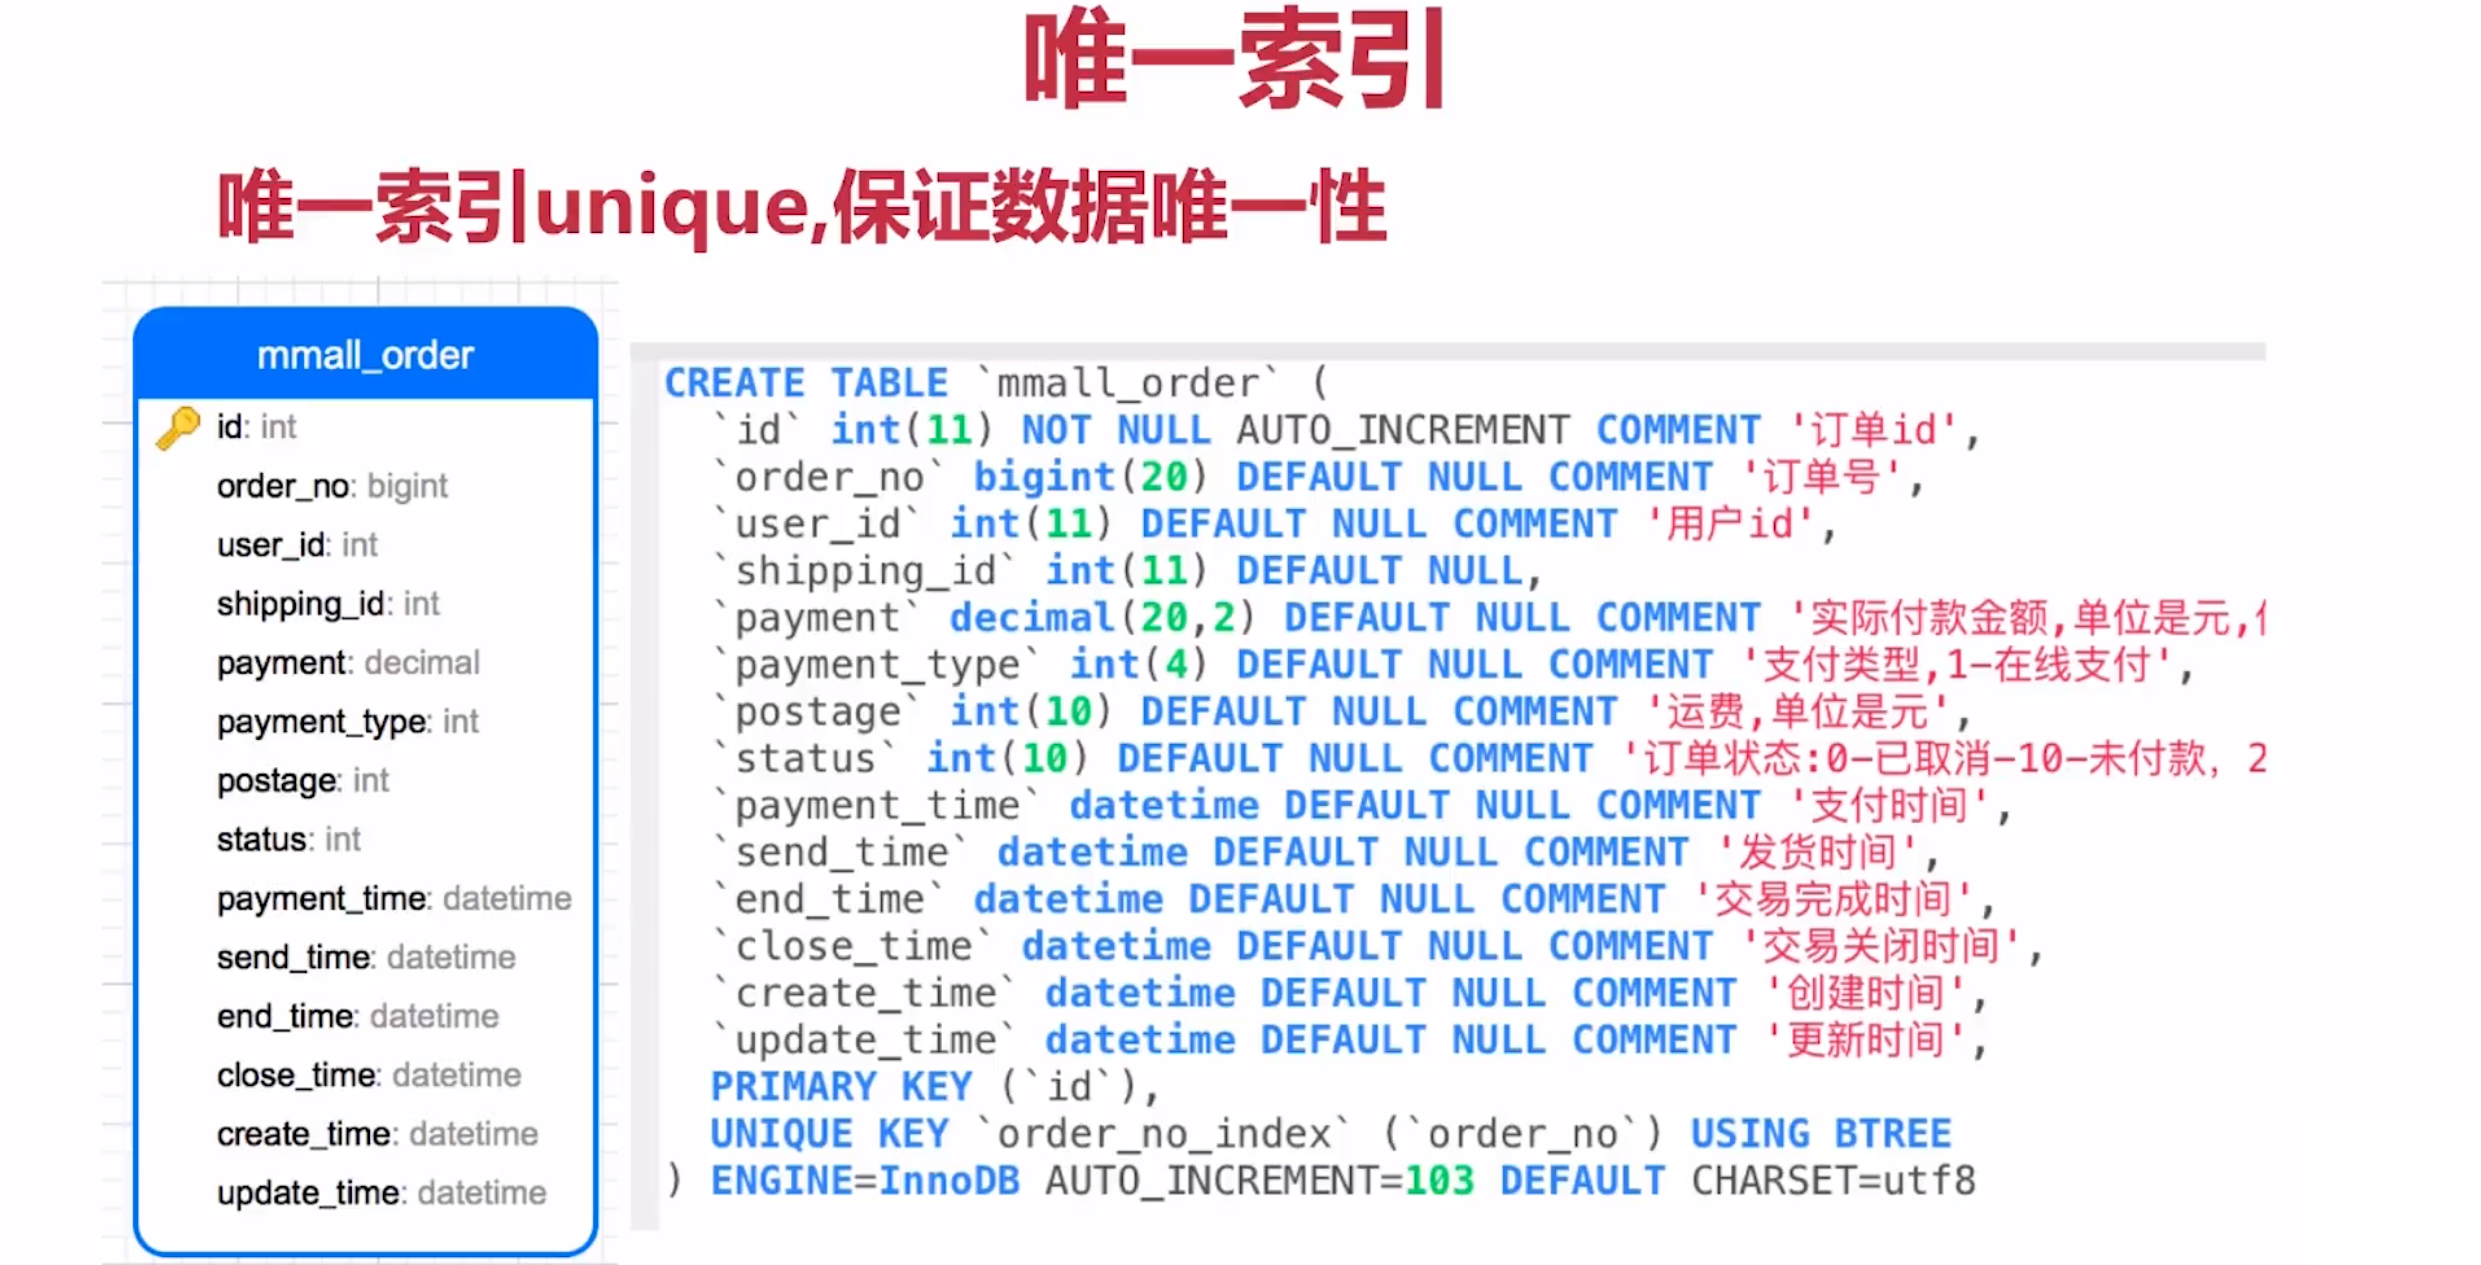 唯一索引
唯一索引unique,保证数据唯一性
mmall_order
id: int
order_no: bigint
user_id: int
shipping_id: int
payment: decimal
payment_type: int
postage: int
status: int
payment_time: datetime
send_time: datetime
end_time: datetime
close_time: datetime
create_time: datetime
update_time: datetime
CREATE TABLE `mmall_order` (
`id` int(11) NOT NULL AUTO_INCREMENT COMMENT '订单id',
`order_no` bigint(20) DEFAULT NULL COMMENT '订单号',
`user_id` int(11) DEFAULT NULL COMMENT '用户id',
`shipping_id` int(11) DEFAULT NULL,
`payment` decimal(20,2) DEFAULT NULL COMMENT '实际付款金额,单位是元,
`payment_type` int(4) DEFAULT NULL COMMENT '支付类型,1-在线支付',
`postage` int(10) DEFAULT NULL COMMENT '运费,单位是元',
`status` int(10) DEFAULT NULL COMMENT '订单状态:0-已取消-10-未付款, 2
`payment_time` datetime DEFAULT NULL COMMENT '支付时间',
`send_time` datetime DEFAULT NULL COMMENT '发货时间',
`end_time` datetime DEFAULT NULL COMMENT '交易完成时间',
`close_time` datetime DEFAULT NULL COMMENT '交易关闭时间',
`create_time` datetime DEFAULT NULL COMMENT '创建时间',
`update_time` datetime DEFAULT NULL COMMENT '更新时间',
PRIMARY KEY (`id`),
UNIQUE KEY `order_no_index` (`order_no`) USING BTREE
) ENGINE=InnoDB AUTO_INCREMENT=103 DEFAULT CHARSET=utf8